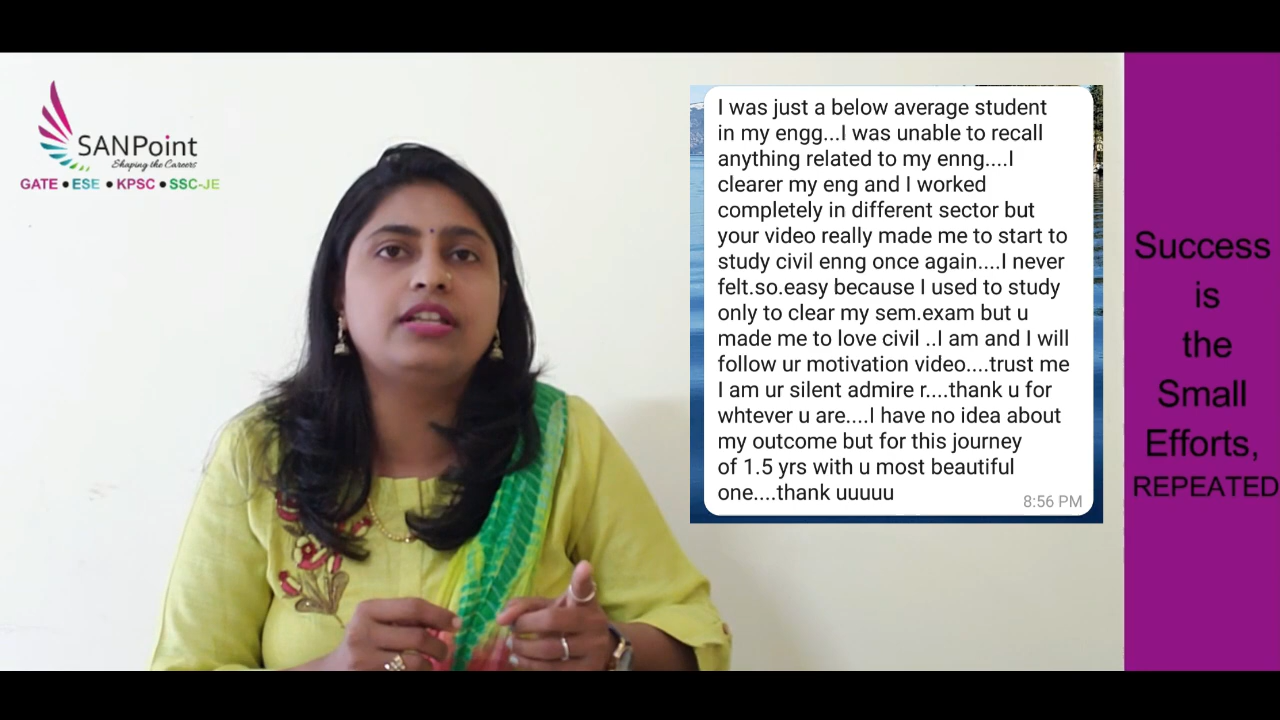 SANPoint
Shaping the Careers
GATE • ESE • KPSC • SSC-JE
I was just a below average student
in my engg...I was unable to recall
anything related to my enng....I
clearer my eng and I worked
completely in different sector but
your video really made me to start to
study civil enng once again....I never
felt.so.easy because I used to study
only to clear my sem.exam but u
made me to love civil ..I am and I will
follow ur motivation video....trust me
I am ur silent admire r....thank u for
whtever u are....I have no idea about
my outcome but for this journey
of 1.5 yrs with u most beautiful
one....thank uuuuu
8:56 PM
Success
is
the
Small
Efforts,
REPEATED